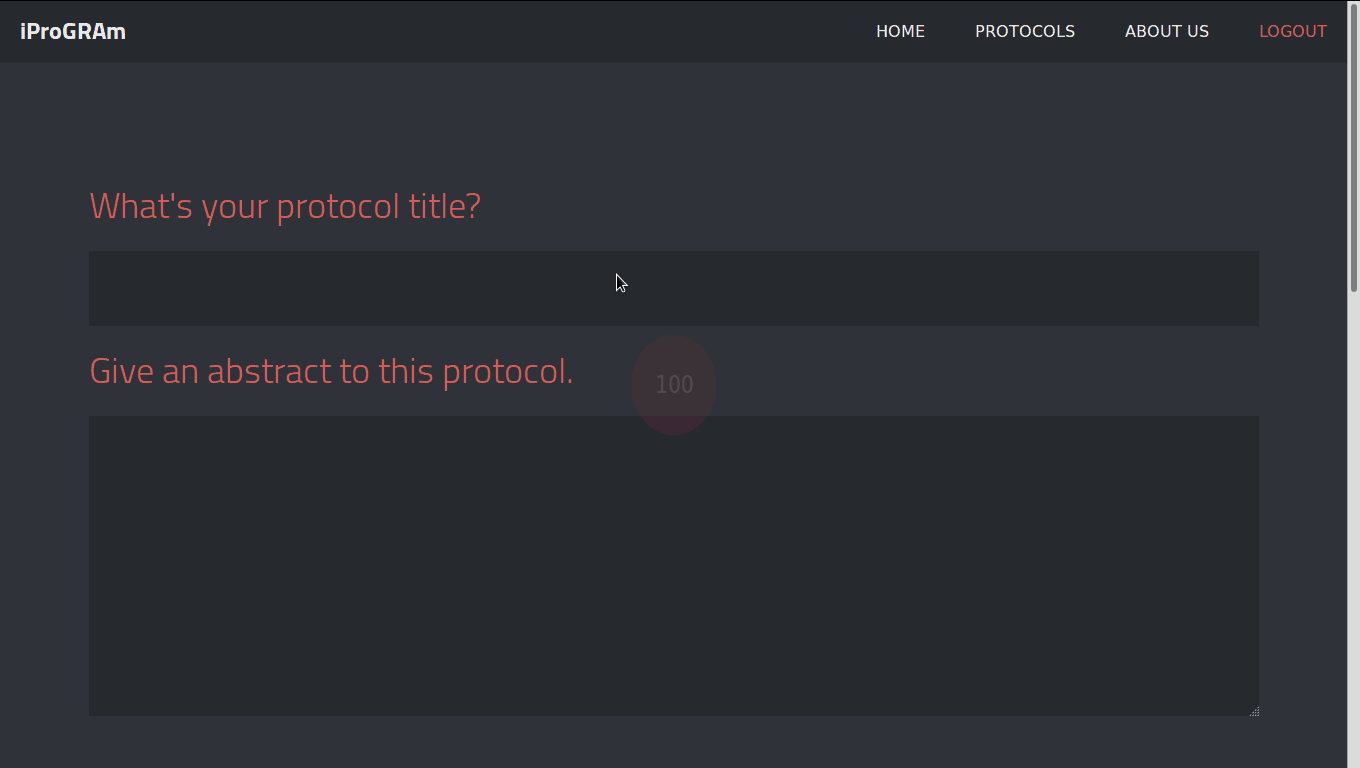 iProGRAm
HOME PROTOCOLS ABOUT US LOGOUT
What's your protocol title?
Give an abstract to this protocol.
100